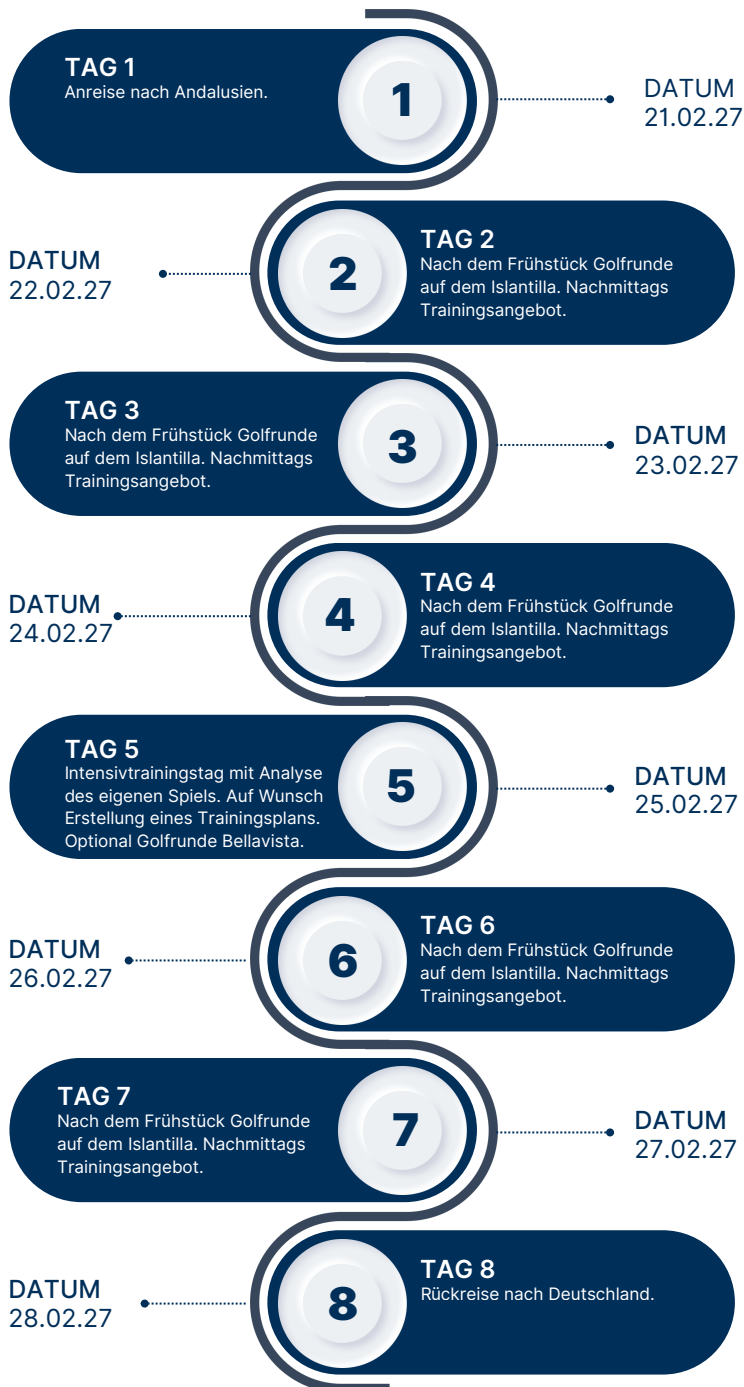 TAG 1
Anreise nach Andalusien.
1
DATUM
21.02.27
DATUM
22.02.27
2
TAG 2
Nach dem Frühstück Golfrunde
auf dem Islantilla. Nachmittags
Trainingsangebot.
TAG 3
Nach dem Frühstück Golfrunde
auf dem Islantilla. Nachmittags
Trainingsangebot.
3
DATUM
23.02.27
DATUM
24.02.27
4
TAG 4
Nach dem Frühstück Golfrunde
auf dem Islantilla. Nachmittags
Trainingsangebot.
TAG 5
Intensivtrainingstag mit Analyse
des eigenen Spiels. Auf Wunsch
Erstellung eines Trainingsplans.
Optional Golfrunde Bellavista.
5
DATUM
25.02.27
DATUM
26.02.27
6
TAG 6
Nach dem Frühstück Golfrunde
auf dem Islantilla. Nachmittags
Trainingsangebot.
TAG 7
Nach dem Frühstück Golfrunde
auf dem Islantilla. Nachmittags
Trainingsangebot.
7
DATUM
27.02.27
DATUM
28.02.27
8
TAG 8
Rückreise nach Deutschland.